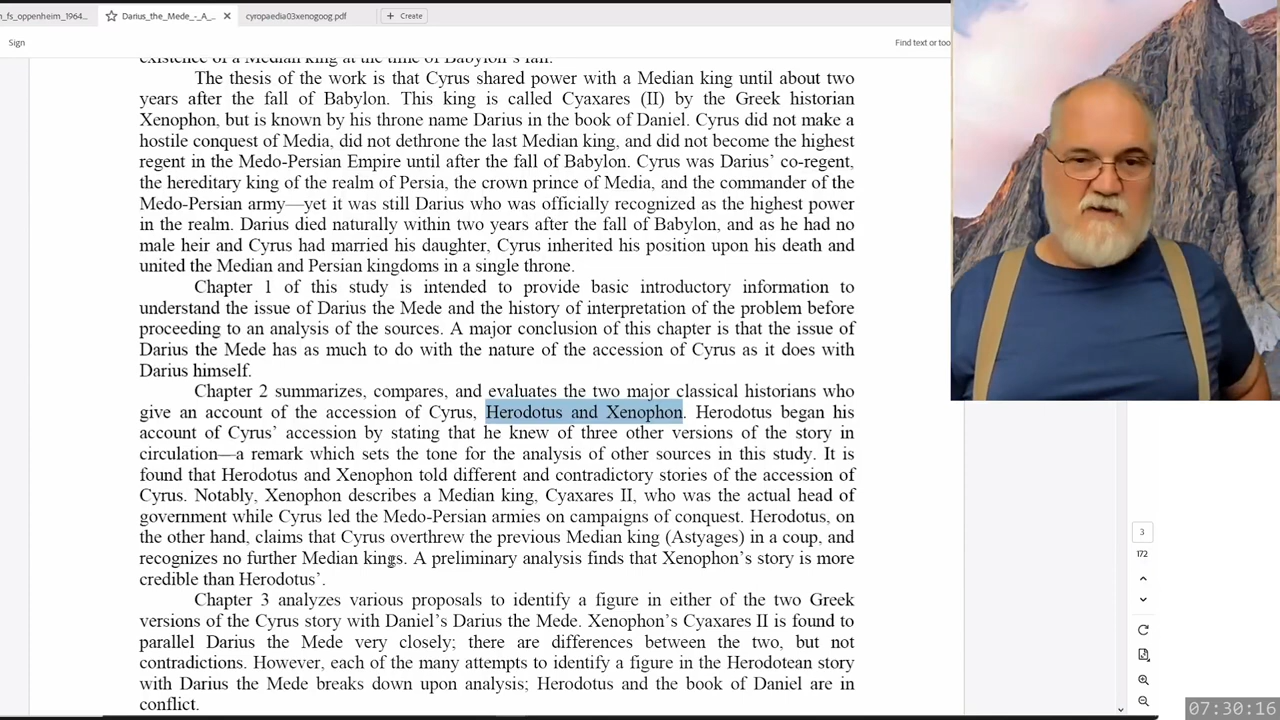 n_fs_oppenheim_1964...
Darius_the_Mede_-_A_...
cyropaedia03xenogoog.pdf
Create
Sign
Find text or too
existence of a Median king at the time of Babylon's fall.
The thesis of the work is that Cyrus shared power with a Median king until about two
years after the fall of Babylon. This king is called Cyaxares (II) by the Greek historian
Xenophon, but is known by his throne name Darius in the book of Daniel. Cyrus did not make a
hostile conquest of Media, did not dethrone the last Median king, and did not become the highest
regent in the Medo-Persian Empire until after the fall of Babylon. Cyrus was Darius' co-regent,
the hereditary king of the realm of Persia, the crown prince of Media, and the commander of the
Medo-Persian army—yet it was still Darius who was officially recognized as the highest power
in the realm. Darius died naturally within two years after the fall of Babylon, and as he had no
male heir and Cyrus had married his daughter, Cyrus inherited his position upon his death and
united the Median and Persian kingdoms in a single throne.
Chapter 1 of this study is intended to provide basic introductory information to
understand the issue of Darius the Mede and the history of interpretation of the problem before
proceeding to an analysis of the sources. A major conclusion of this chapter is that the issue of
Darius the Mede has as much to do with the nature of the accession of Cyrus as it does with
Darius himself.
Chapter 2 summarizes, compares, and evaluates the two major classical historians who
give an account of the accession of Cyrus, Herodotus and Xenophon. Herodotus began his
account of Cyrus' accession by stating that he knew of three other versions of the story in
circulation—a remark which sets the tone for the analysis of other sources in this study. It is
found that Herodotus and Xenophon told different and contradictory stories of the accession of
Cyrus. Notably, Xenophon describes a Median king, Cyaxares II, who was the actual head of
government while Cyrus led the Medo-Persian armies on campaigns of conquest. Herodotus, on
the other hand, claims that Cyrus overthrew the previous Median king (Astyages) in a coup, and
recognizes no further Median kings. A preliminary analysis finds that Xenophon's story is more
credible than Herodotus'.
Chapter 3 analyzes various proposals to identify a figure in either of the two Greek
versions of the Cyrus story with Daniel's Darius the Mede. Xenophon's Cyaxares II is found to
parallel Darius the Mede very closely; there are differences between the two, but not
contradictions. However, each of the many attempts to identify a figure in the Herodotean story
with Darius the Mede breaks down upon analysis; Herodotus and the book of Daniel are in
conflict.
3
172
07:30:16